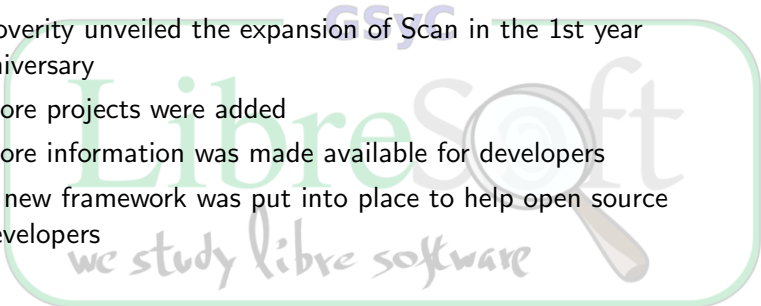 GSyC
overity unveiled the expansion of Scan in the 1st year
niversary
ore projects were added
ore information was made available for developers
new framework was put into place to help open source
evelopers
LibreSoft
we study libre software